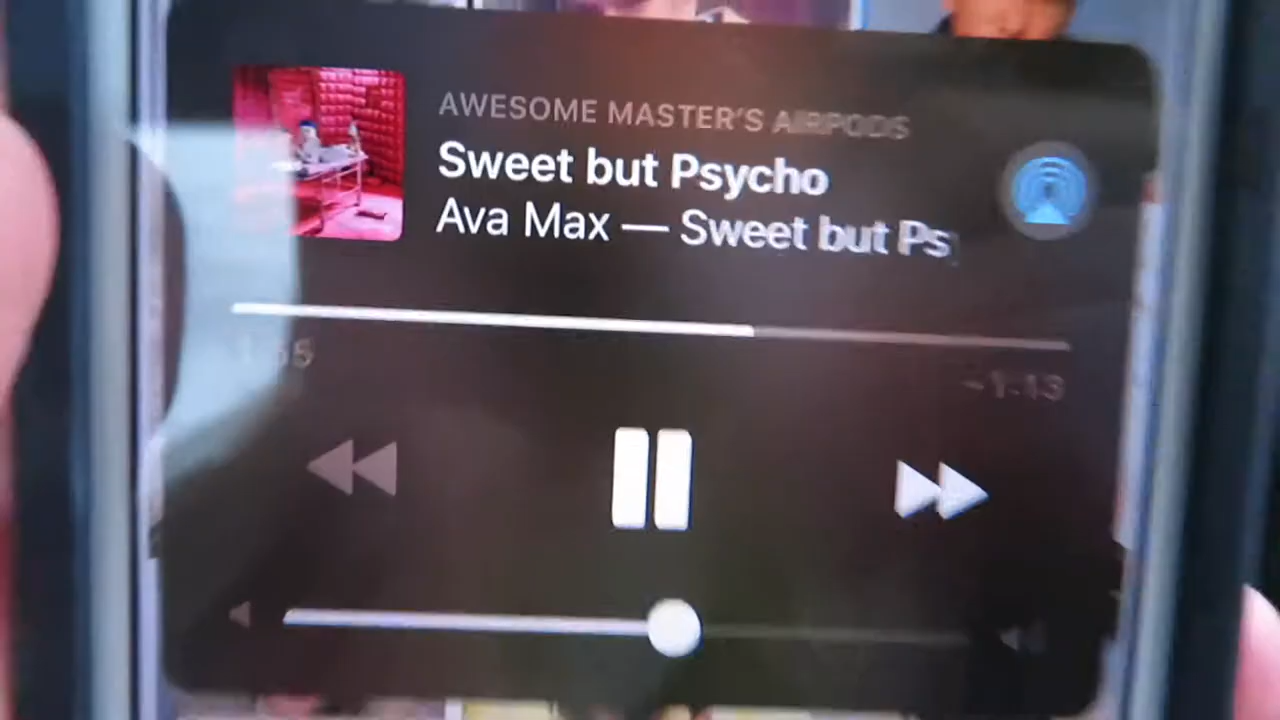 AWESOME MASTER'S AIRPODS
Sweet but Psycho
Ava Max — Sweet but Ps
-1:13